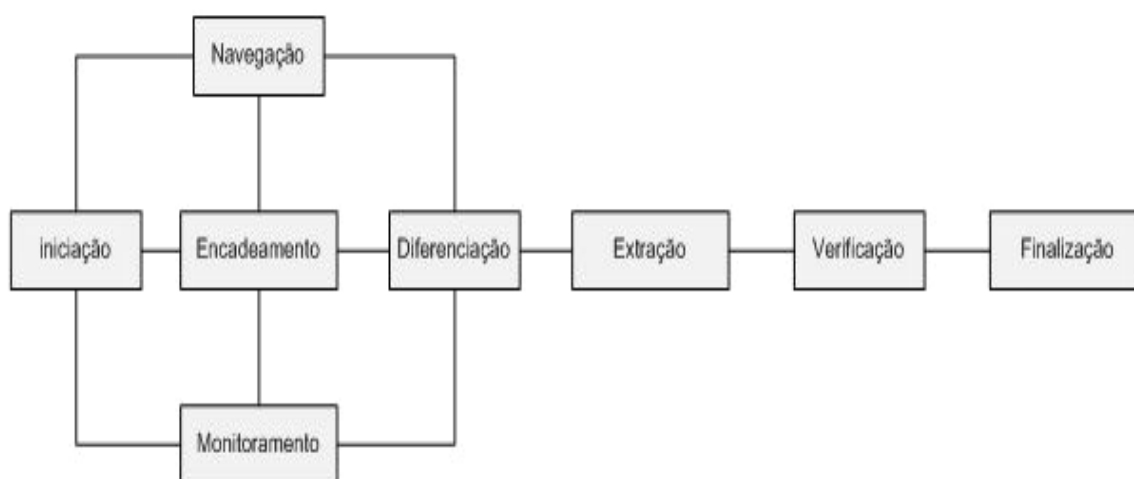 Navegação
iniciação
Encadeamento
Diferenciação
Extração
Verificação
Finalização
Monitoramento